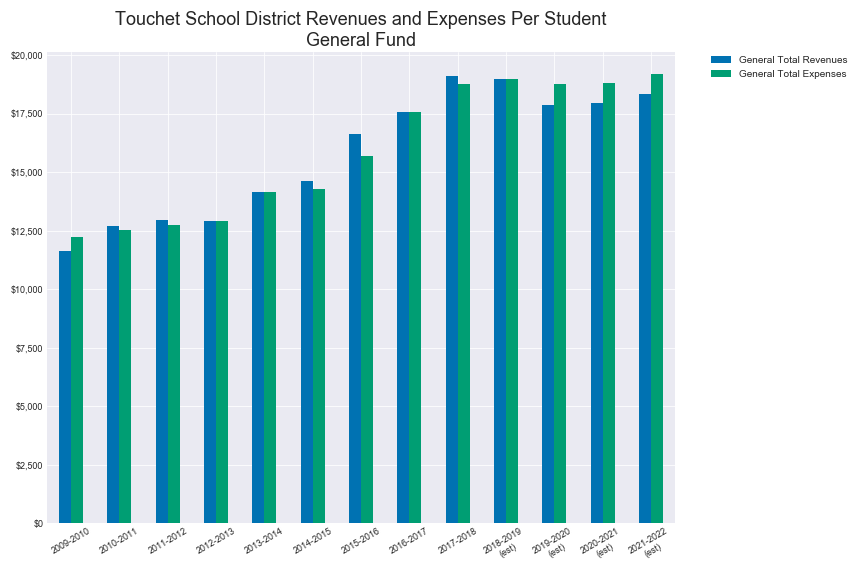 Touchet School District Revenues and Expenses Per Student
General Fund
General Total Revenues
General Total Expenses
$20,000
$17,500
$15,000
$12,500
$10,000
$7,500
$5,000
$2,500
$0
2009-2010
2010-2011
2011-2012
2012-2013
2013-2014
2014-2015
2015-2016
2016-2017
2017-2018
2018-2019
(est)
2019-2020
(est)
2020-2021
(est)
2021-2022
(est)